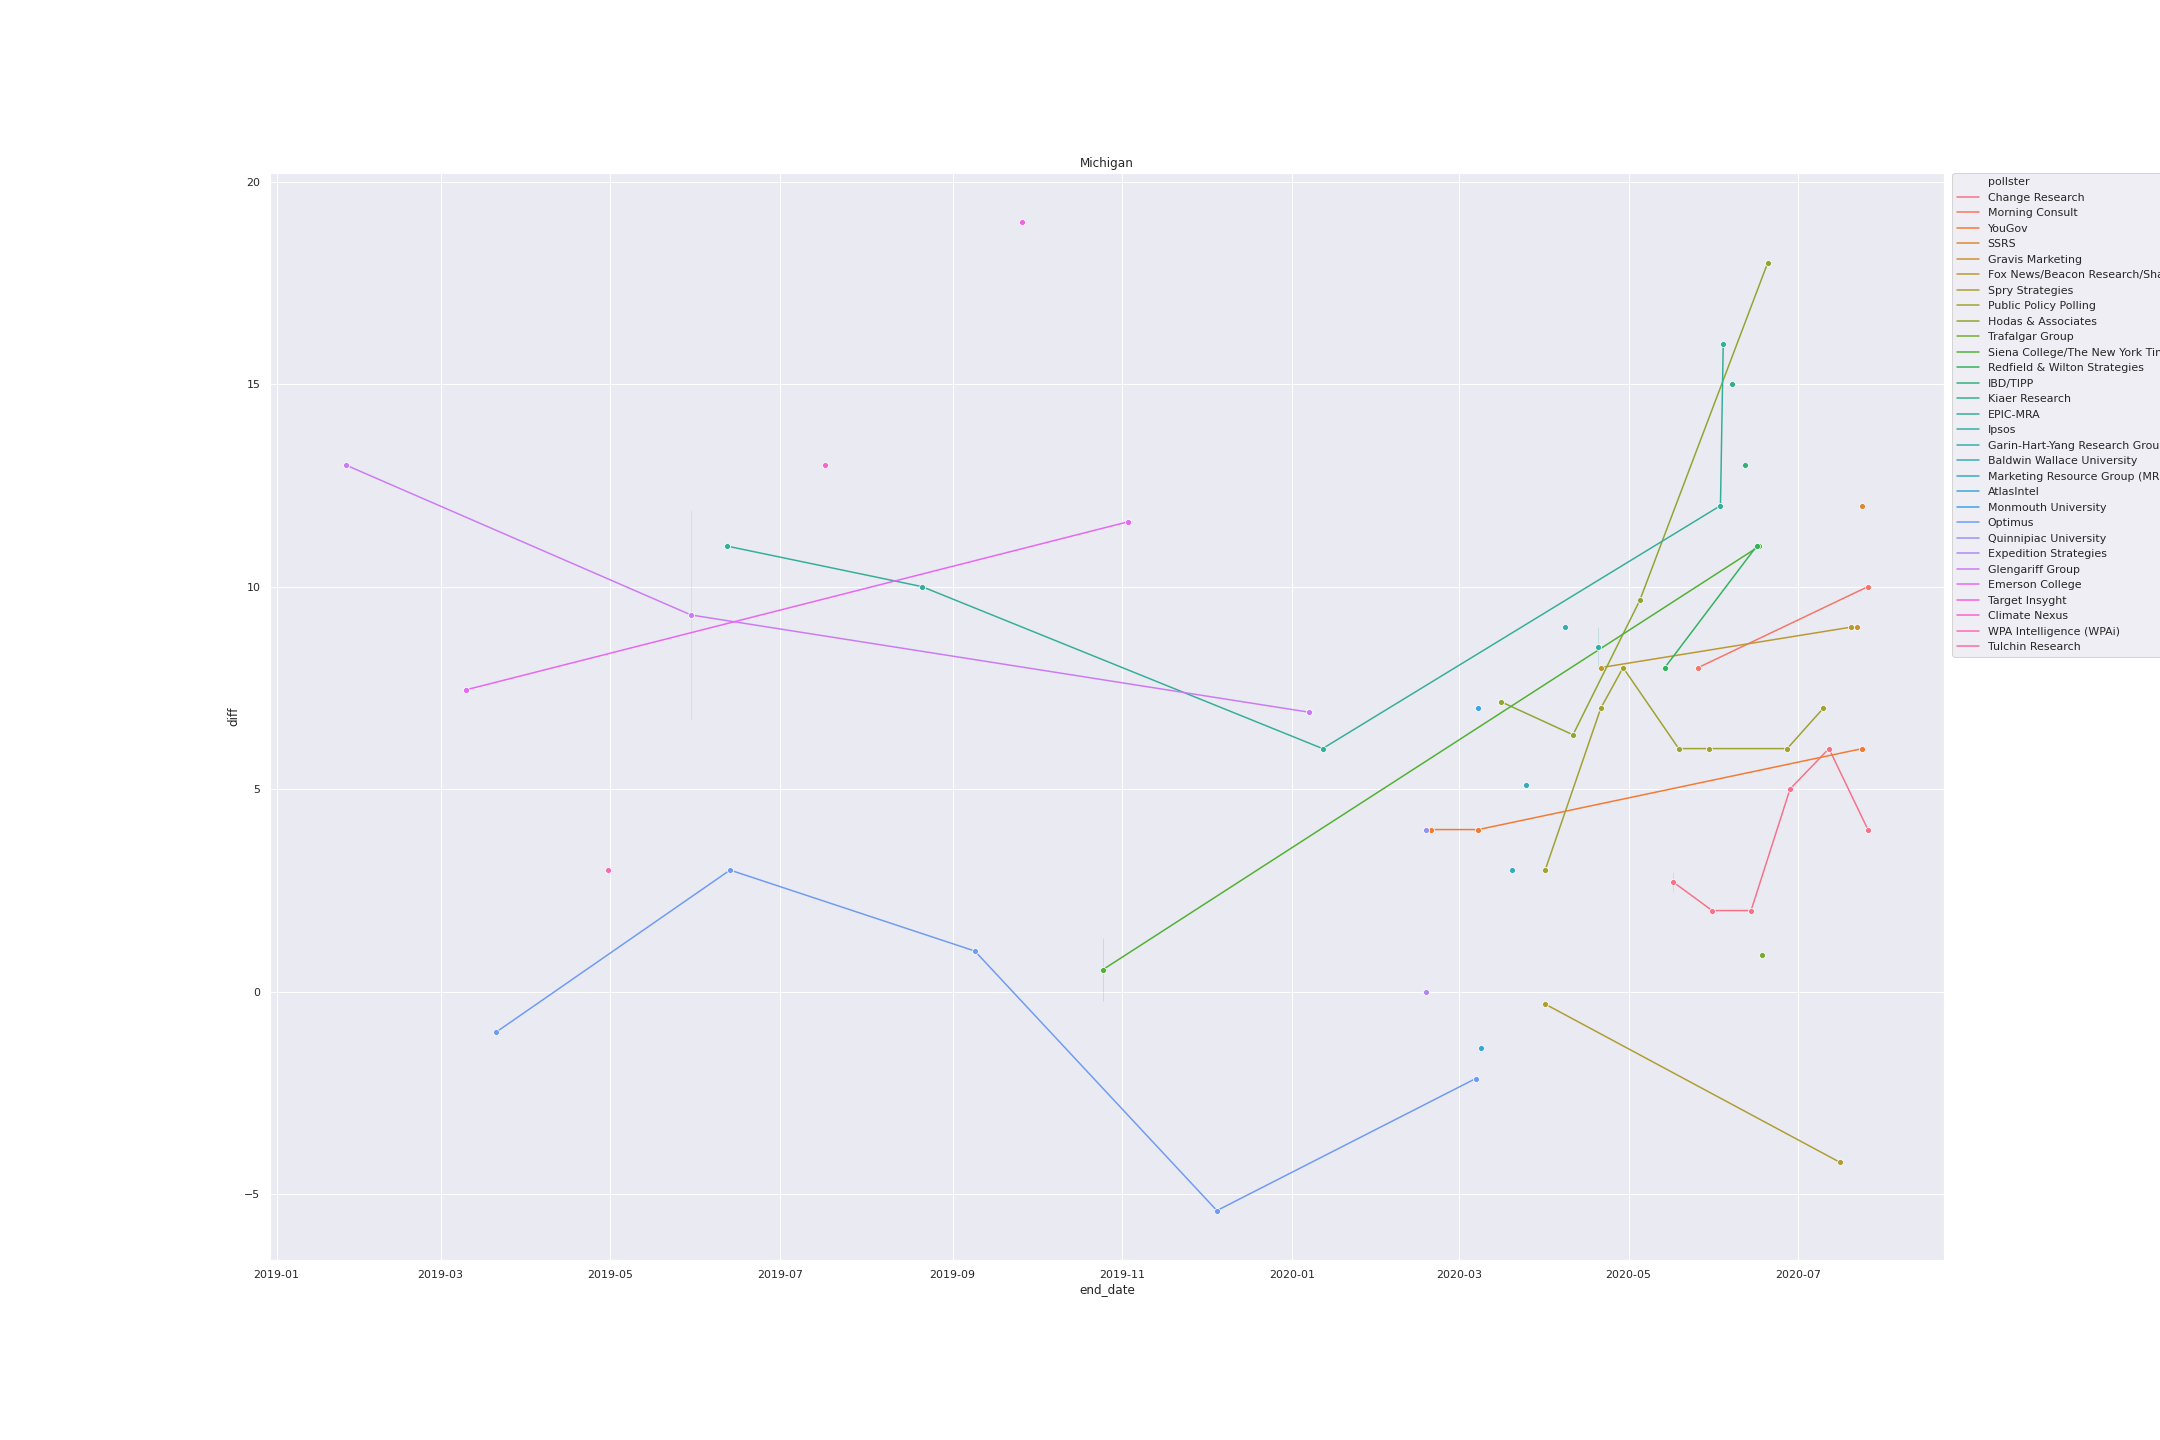 Michigan
20
15
10
5
0
−5
diff
2019-01 2019-03 2019-05 2019-07 2019-09 2019-11 2020-01 2020-03 2020-05 2020-07
end_date
pollster
Change Research
Morning Consult
YouGov
SSRS
Gravis Marketing
Fox News/Beacon Research/Sha
Spry Strategies
Public Policy Polling
Hodas & Associates
Trafalgar Group
Siena College/The New York Tin
Redfield & Wilton Strategies
IBD/TIPP
Kiaer Research
EPIC-MRA
Ipsos
Garin-Hart-Yang Research Grou
Baldwin Wallace University
Marketing Resource Group (MR
AtlasIntel
Monmouth University
Optimus
Quinnipiac University
Expedition Strategies
Glengariff Group
Emerson College
Target Insyght
Climate Nexus
WPA Intelligence (WPAi)
Tulchin Research